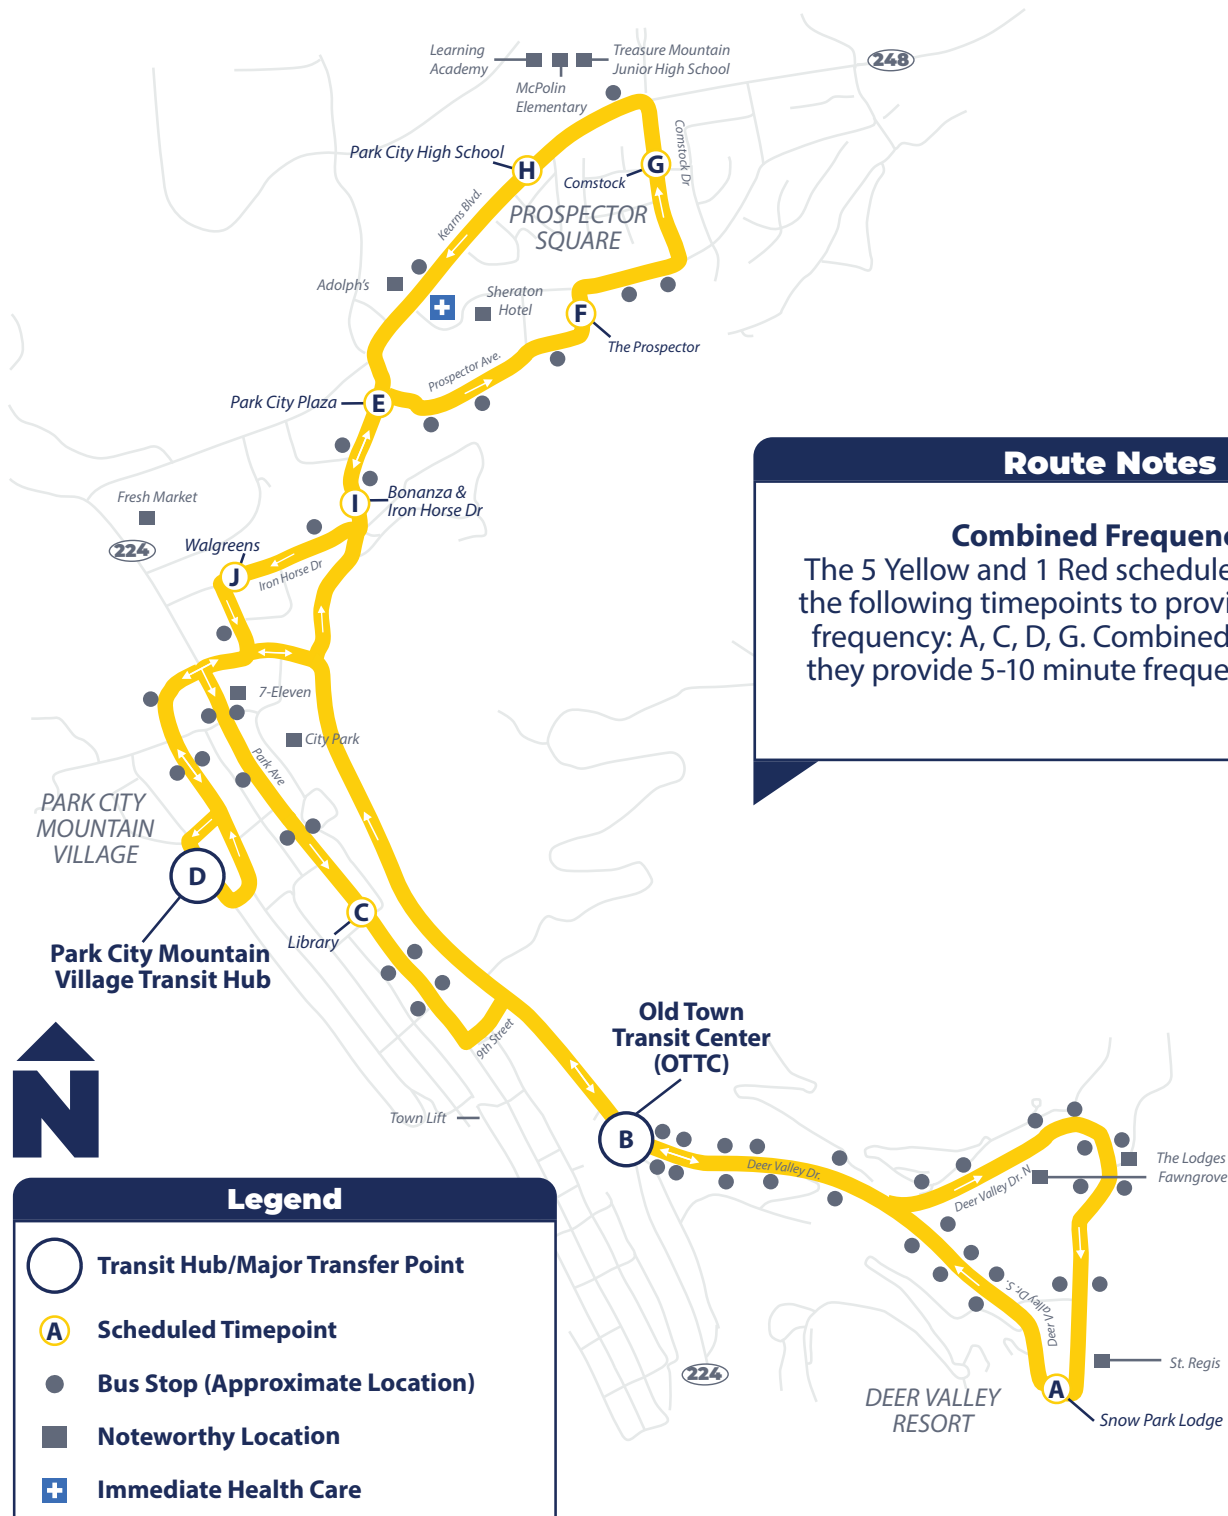 Learning
Academy
McPolin
Elementary
Treasure Mountain
Junior High School
248
Park City High School
H
G
Comstock
Comstock Dr
Kearns Blvd.
PROSPECTOR
SQUARE
Adolph's
Sheraton
Hotel
F
The Prospector
Prospector Ave.
Park City Plaza
E
Route Notes
Combined Frequenc
The 5 Yellow and 1 Red schedule
the following timepoints to provi
frequency: A, C, D, G. Combined
they provide 5-10 minute freque
I
Bonanza &
Iron Horse Dr
Fresh Market
224
Walgreens
J
Iron Horse Dr
7-Eleven
City Park
Park Ave
PARK CITY
MOUNTAIN
VILLAGE
D
Park City Mountain
Village Transit Hub
C
Library
9th Street
Old Town
Transit Center
(OTTC)
B
N
Town Lift
Deer Valley Dr.
Deer Valley Dr. N
The Lodges
Fawngrove
Deer Valley Dr. S.
St. Regis
A
Snow Park Lodge
DEER VALLEY
RESORT
224
Legend
Transit Hub/Major Transfer Point
A
Scheduled Timepoint
Bus Stop (Approximate Location)
Noteworthy Location
Immediate Health Care